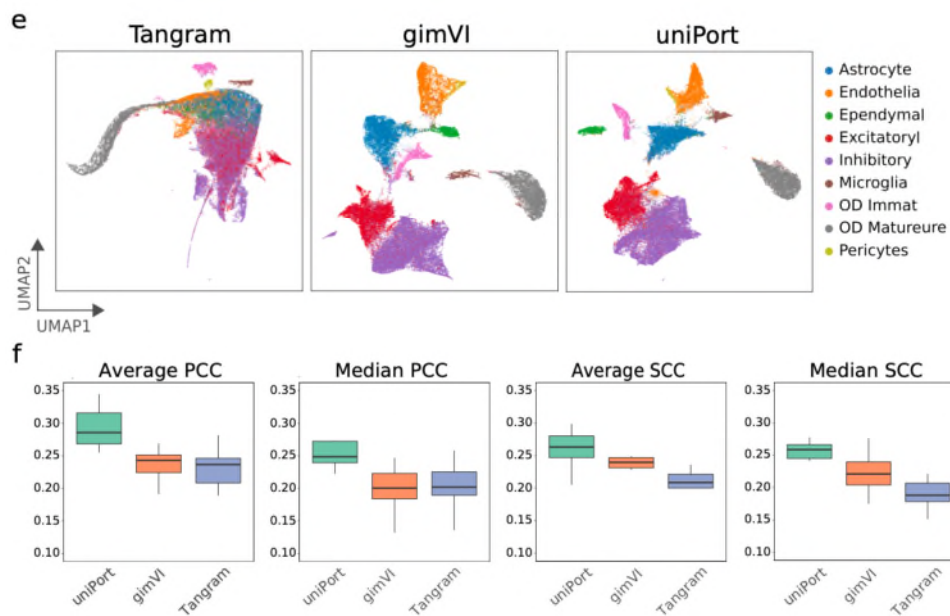 e
Tangram
gimVI
uniPort
Astrocyte
Endothelia
Ependymal
Excitatoryl
Inhibitory
Microglia
OD Immat
OD Matureure
Pericytes
UMAP2
UMAP1
f
Average PCC
Median PCC
Average SCC
Median SCC
0.35
0.30
0.25
0.20
0.15
0.10
0.35
0.30
0.25
0.20
0.15
0.10
0.35
0.30
0.25
0.20
0.15
0.10
0.35
0.30
0.25
0.20
0.15
0.10
uniPort
gimVI
Tangram
uniPort
gimVI
Tangram
uniPort
gimVI
Tangram
uniPort
gimVI
Tangram